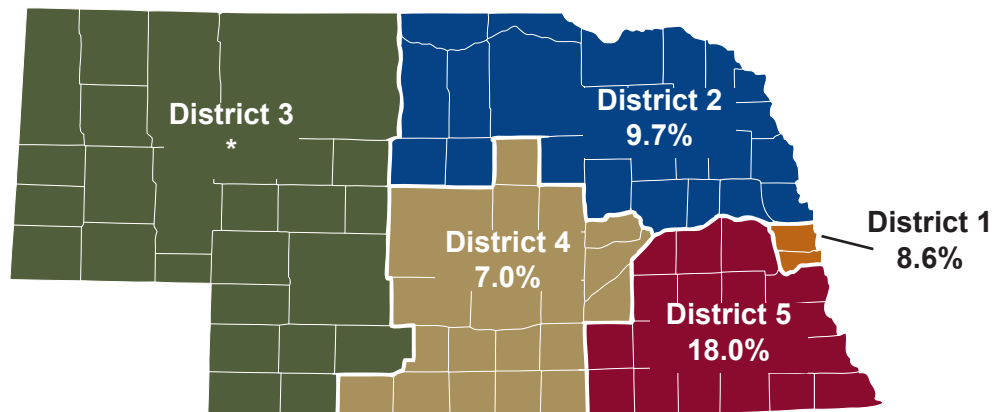 District 3
*
District 2
9.7%
District 1
8.6%
District 4
7.0%
District 5
18.0%